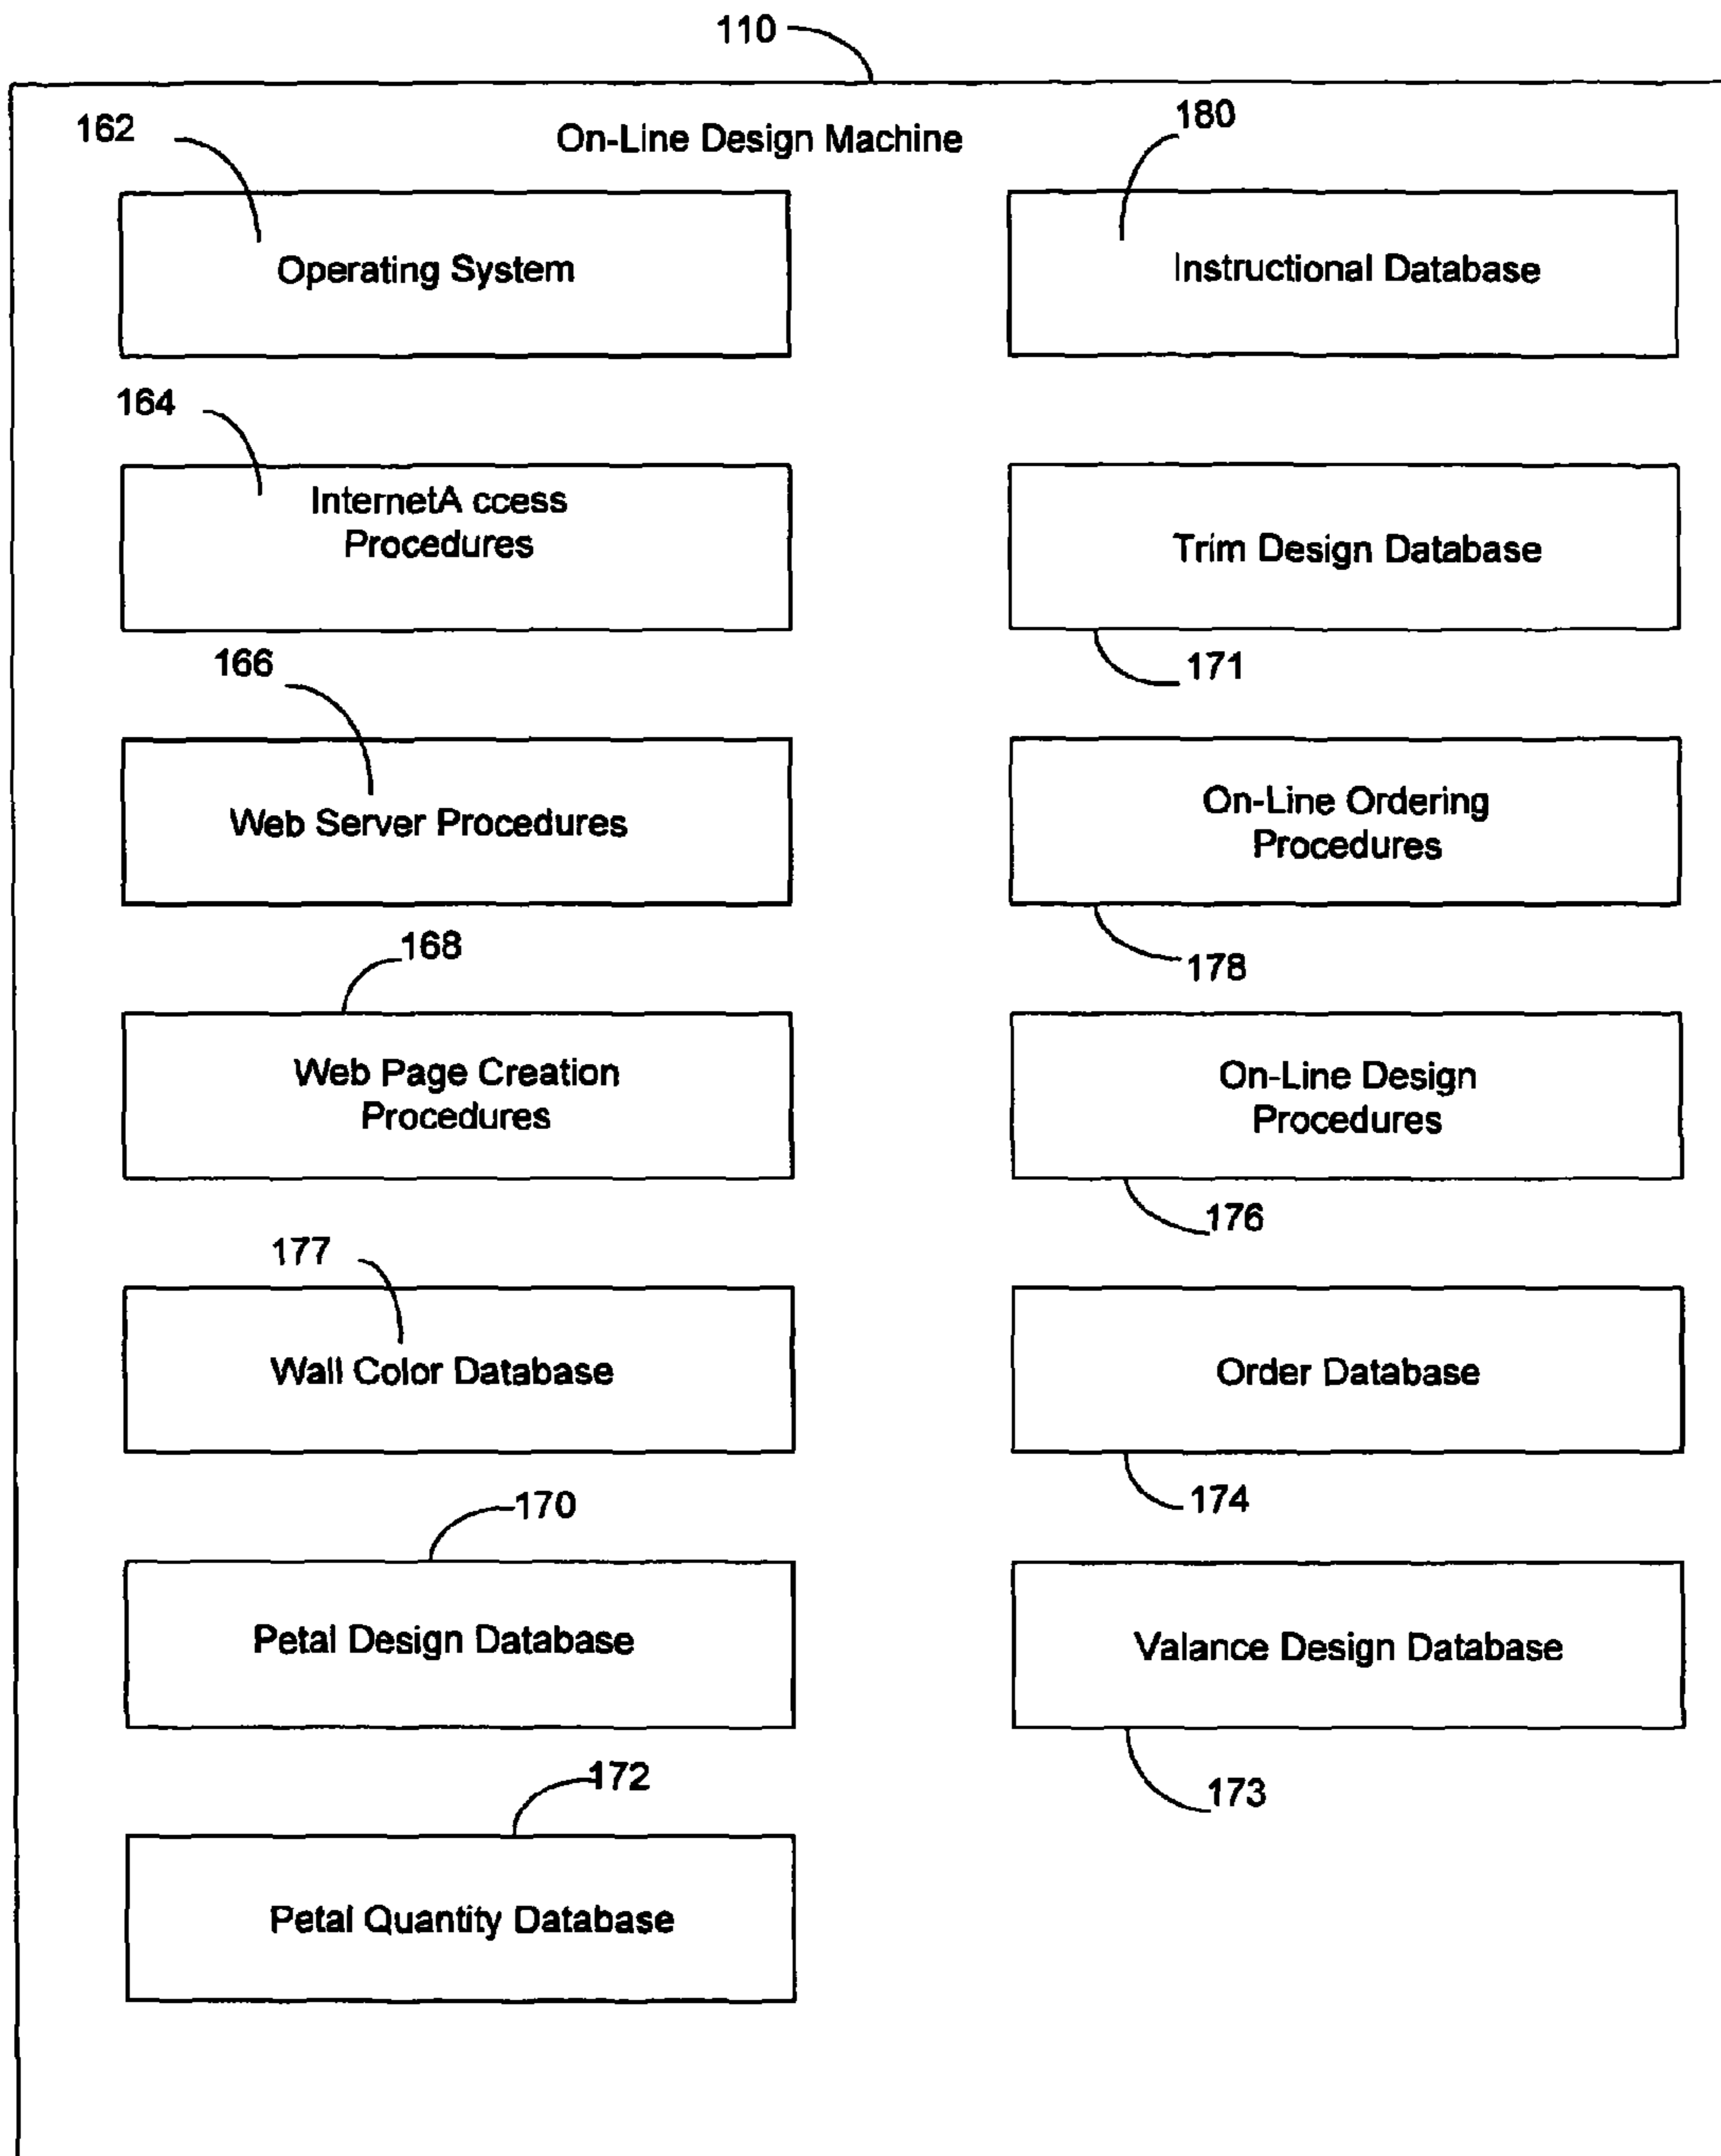 110
On-Line Design Machine
162
Operating System
180
Instructional Database
164
InternetA ccess
Procedures
Trim Design Database
171
166
Web Server Procedures
On-Line Ordering
Procedures
178
168
Web Page Creation
Procedures
On-Line Design
Procedures
176
177
Wall Color Database
Order Database
174
170
Petal Design Database
Valance Design Database
173
172
Petal Quantity Database